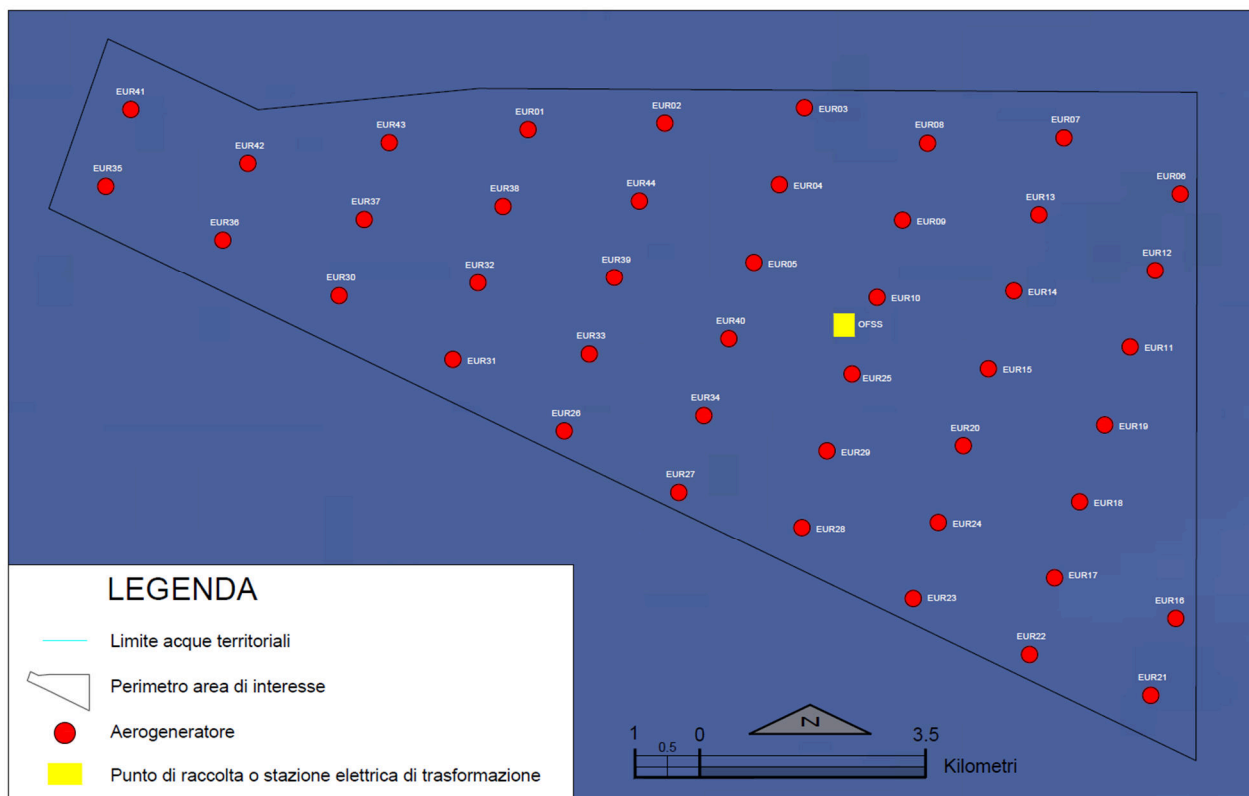 EUR41
EUR03
EUR01
EUR02
EUR07
EUR43
EUR08
EUR42
EUR35
EUR06
EUR04
EUR44
EUR38
EUR13
EUR37
EUR09
EUR36
EUR12
EUR05
EUR39
EUR32
EUR14
EUR30
EUR10
OFSS
EUR40
EUR33
EUR11
EUR31
EUR15
EUR25
EUR34
EUR26
EUR19
EUR20
EUR29
EUR27
EUR18
EUR24
EUR28
EUR17
EUR23
EUR16
EUR22
EUR21
LEGENDA
Limite acque territoriali
Perimetro area di interesse
Aerogeneratore
Punto di raccolta o stazione elettrica di trasformazione
N
1 0 3.5
0.5
Kilometri